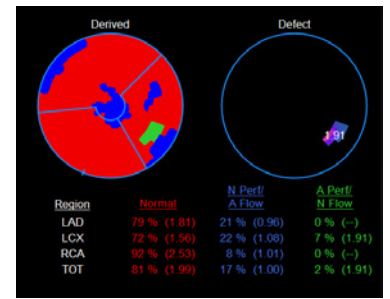 Derived Defect
1.91
N Perf/ A Perf/
Region Normal A Flow N Flow
LAD 79 % (1.81) 21 % (0.96) 0 % (--)
LCX 72 % (1.56) 22 % (1.08) 7 % (1.91)
RCA 92 % (2.53) 8 % (1.01) 0 % (--)
TOT 81 % (1.99) 17 % (1.00) 2 % (1.91)